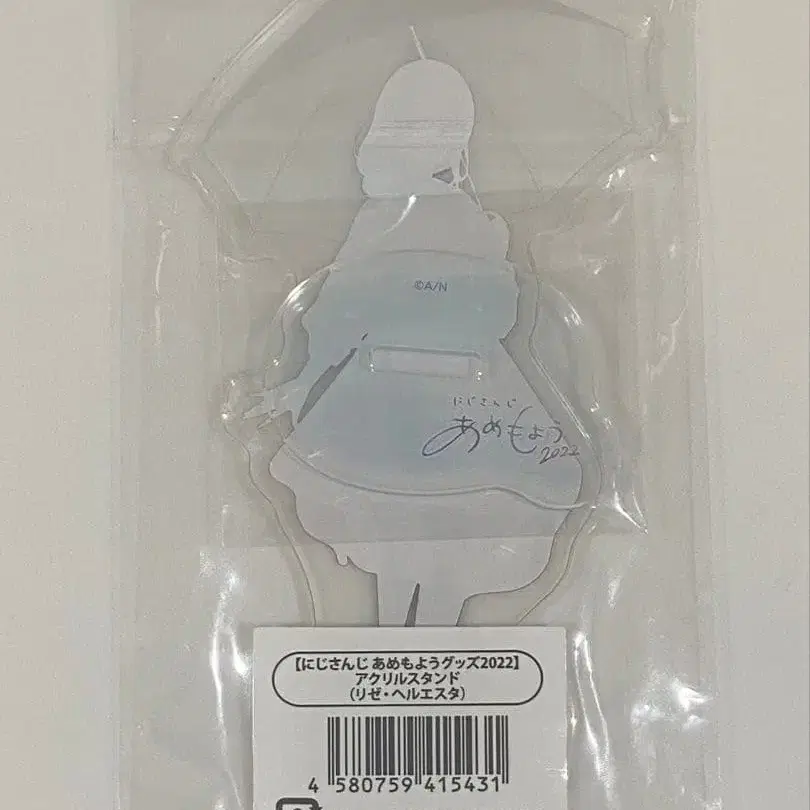 ©A/N
にじさんじ
あめもよう
2022
【にじさんじ あめもようグッズ2022】
アクリルスタンド
(リゼ・ヘルエスタ)
4 580759 415431